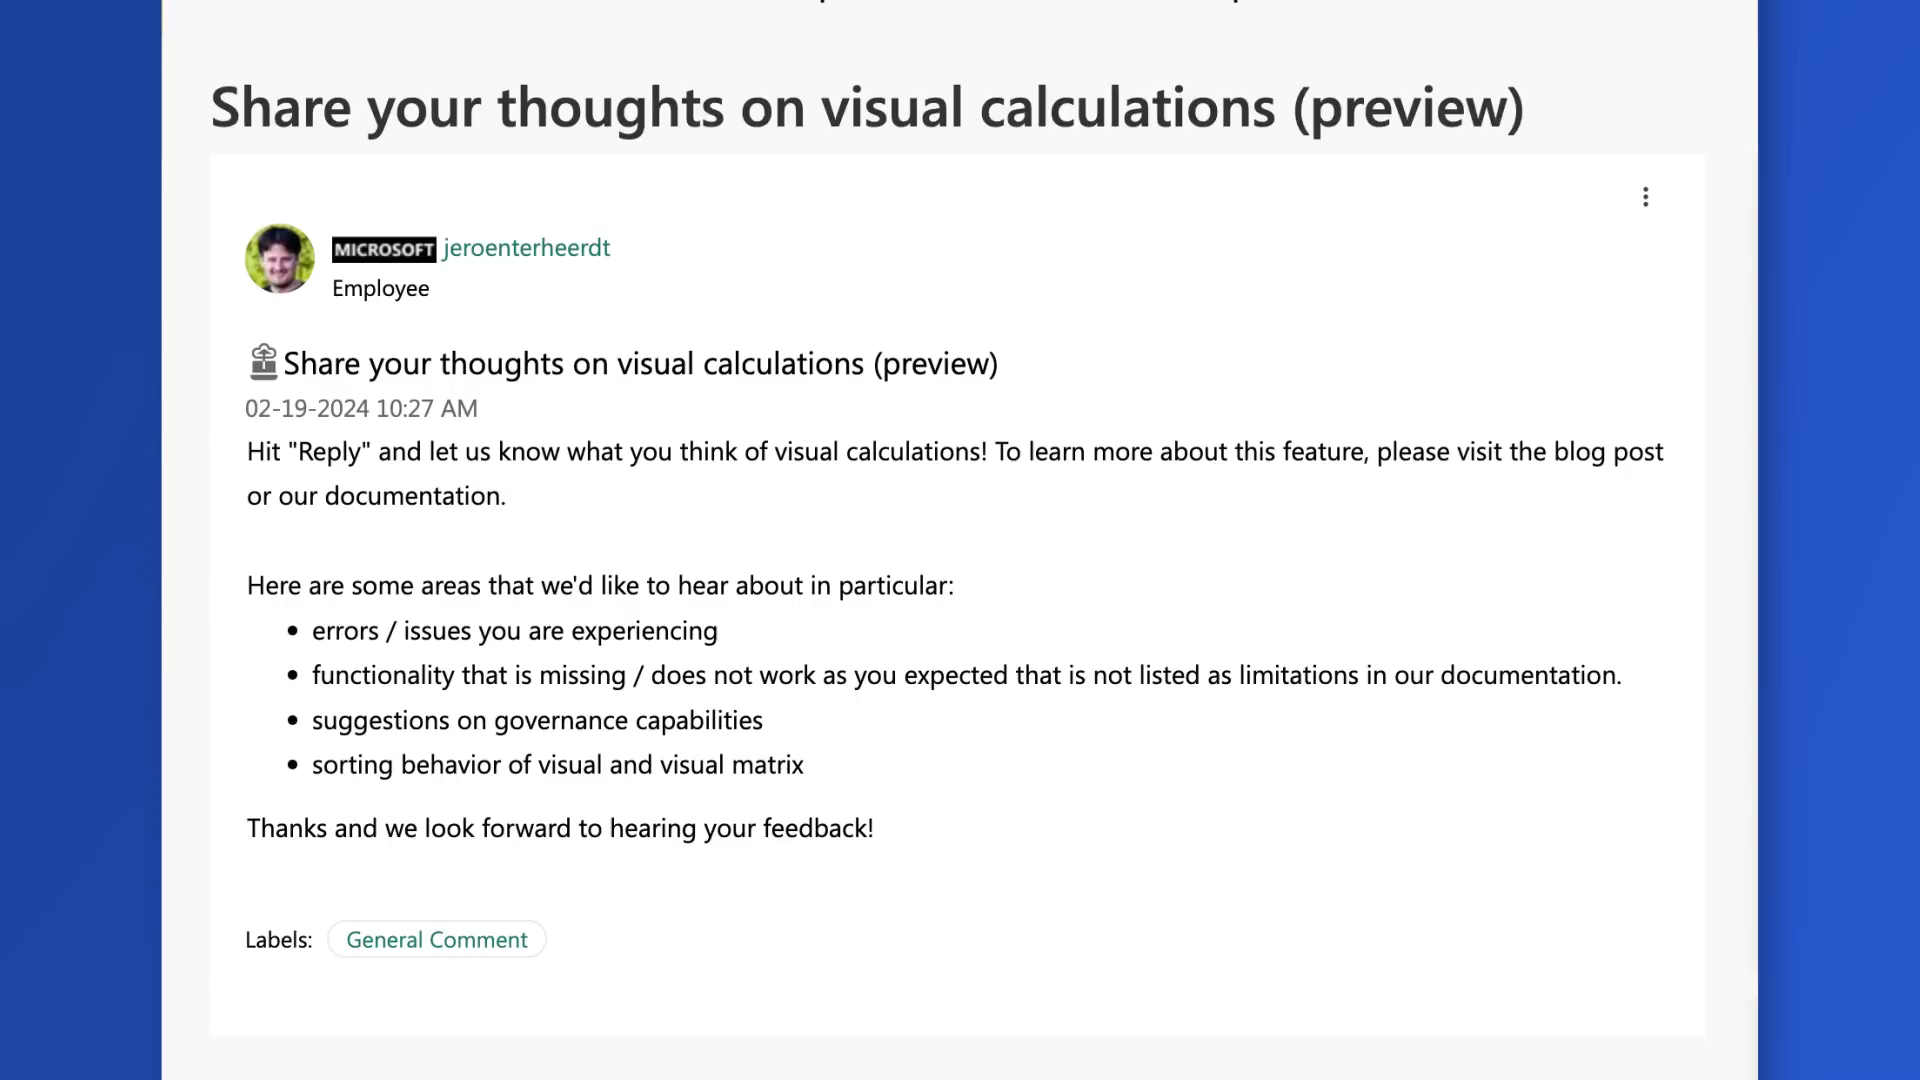 Share your thoughts on visual calculations (preview)
MICROSOFT jeroenterheerdt
Employee
Share your thoughts on visual calculations (preview)
02-19-2024 10:27 AM
Hit "Reply" and let us know what you think of visual calculations! To learn more about this feature, please visit the blog post
or our documentation.
Here are some areas that we'd like to hear about in particular:
• errors / issues you are experiencing
• functionality that is missing / does not work as you expected that is not listed as limitations in our documentation.
• suggestions on governance capabilities
• sorting behavior of visual and visual matrix
Thanks and we look forward to hearing your feedback!
Labels: General Comment